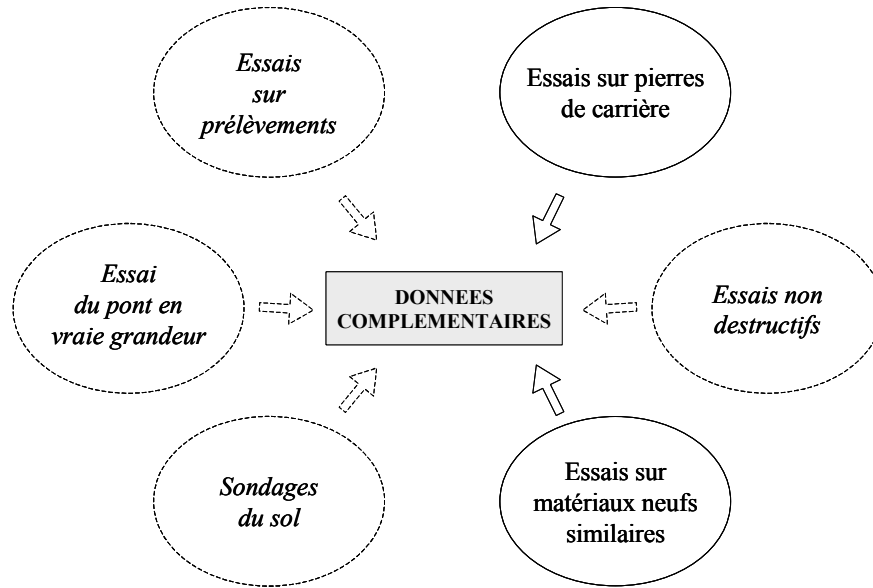 Essais
sur
prélèvements
Essais sur pierres
de carrière
Essai
du pont en
vraie grandeur
DONNEES
COMPLEMENTAIRES
Essais non
destructifs
Sondages
du sol
Essais sur
matériaux neufs
similaires